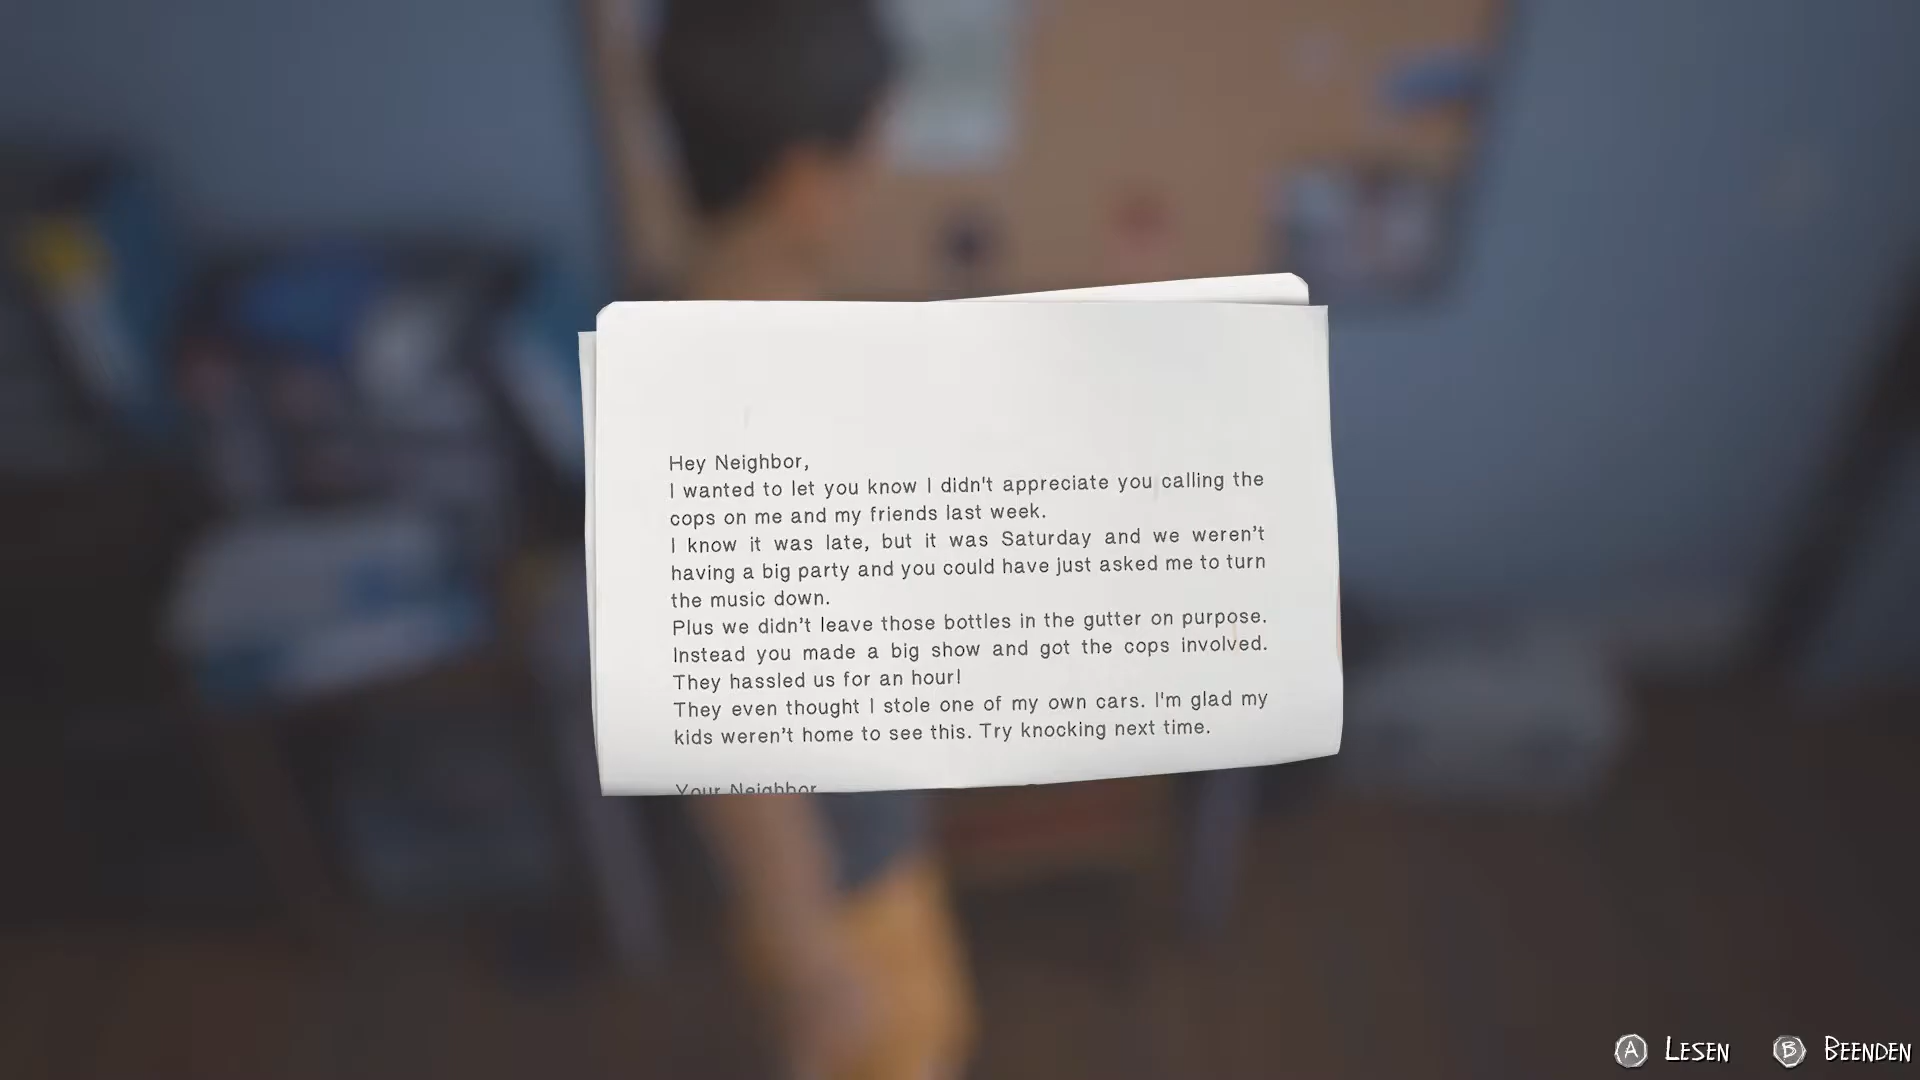 Hey Neighbor,
I wanted to let you know I didn't appreciate you calling the
cops on me and my friends last week.
I know it was late, but it was Saturday and we weren't
having a big party and you could have just asked me to turn
the music down.
Plus we didn't leave those bottles in the gutter on purpose.
Instead you made a big show and got the cops involved.
They hassled us for an hour!
They even thought I stole one of my own cars. I'm glad my
kids weren't home to see this. Try knocking next time.
Your Neighbor
A LESEN B BEENDEN